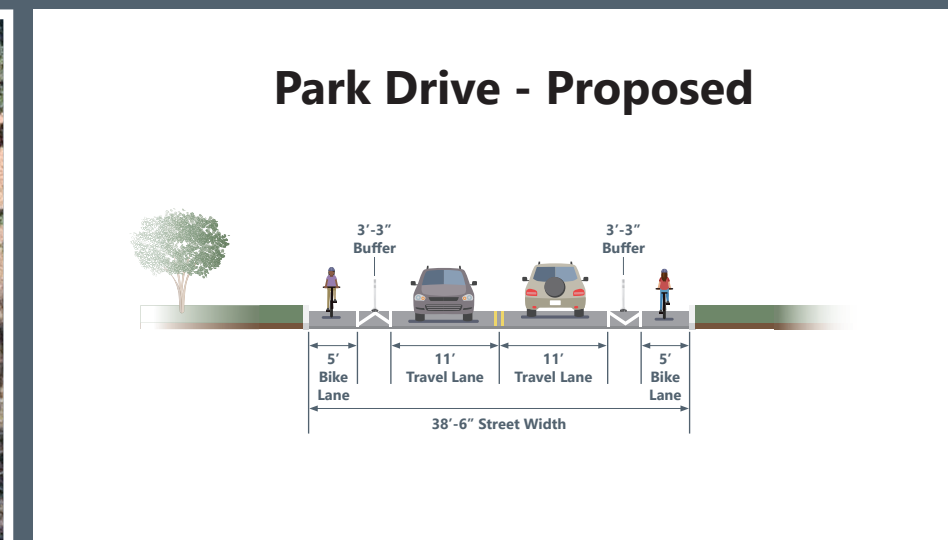 Park Drive - Proposed
3’-3” Buffer
3’-3” Buffer
5’ Bike Lane
11’ Travel Lane
11’ Travel Lane
5’ Bike Lane
38’-6” Street Width